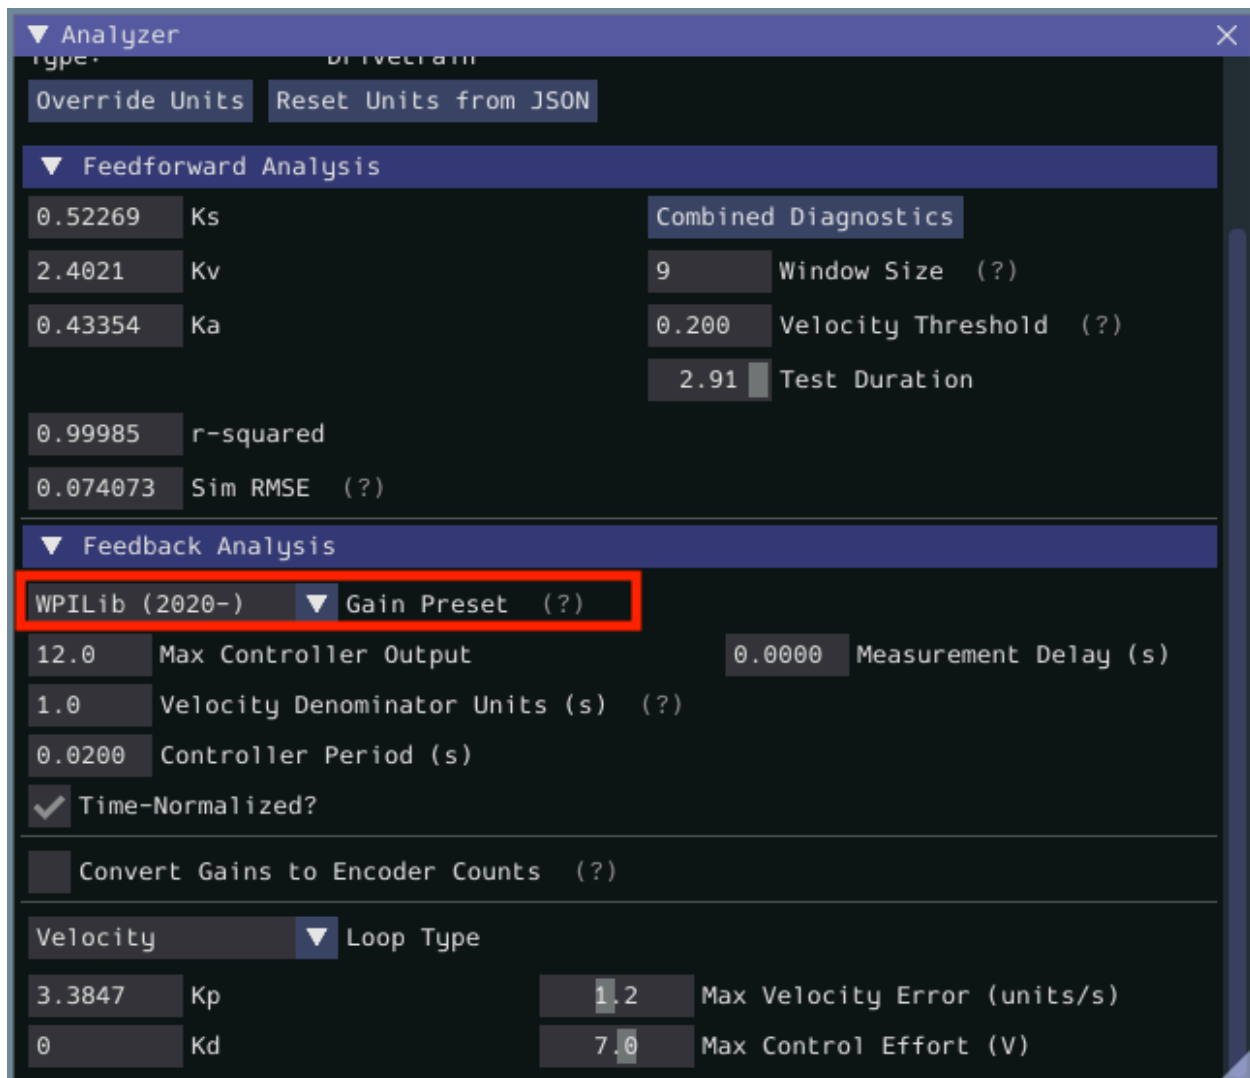 Analyzer
Type: Drivetrain
Override Units Reset Units from JSON
Feedforward Analysis
0.52269 Ks Combined Diagnostics
2.4021 Kv 9 Window Size (?)
0.43354 Ka 0.200 Velocity Threshold (?)
2.91 Test Duration
0.99985 r-squared
0.074073 Sim RMSE (?)
Feedback Analysis
WPILib (2020-) Gain Preset (?)
12.0 Max Controller Output 0.0000 Measurement Delay (s)
1.0 Velocity Denominator Units (s) (?)
0.0200 Controller Period (s)
Time-Normalized?
Convert Gains to Encoder Counts (?)
Velocity Loop Type
3.3847 Kp 1.2 Max Velocity Error (units/s)
0 Kd 7.0 Max Control Effort (V)